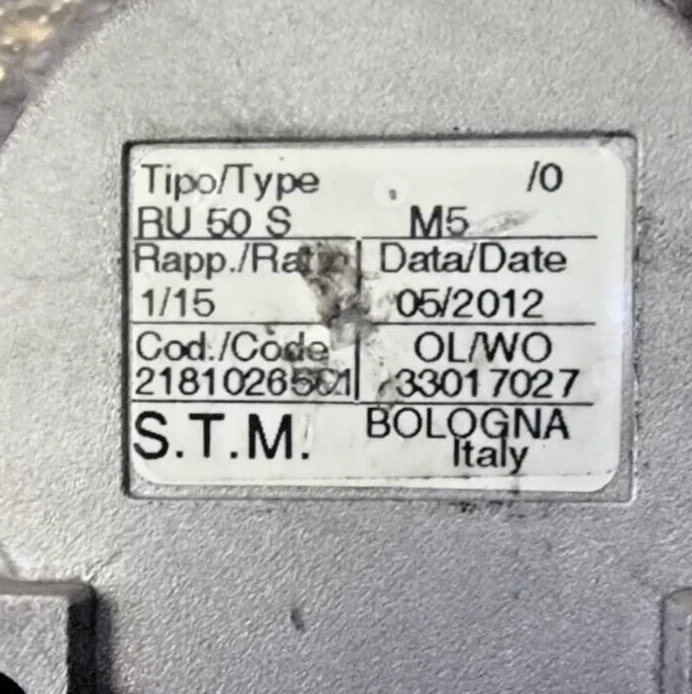 Tipo/Type /0
RU 50 S M5
Rapp./Ratio Data/Date
1/15 05/2012
Cod./Code OL/WO
33017027
S.T.M. BOLOGNA
Italy